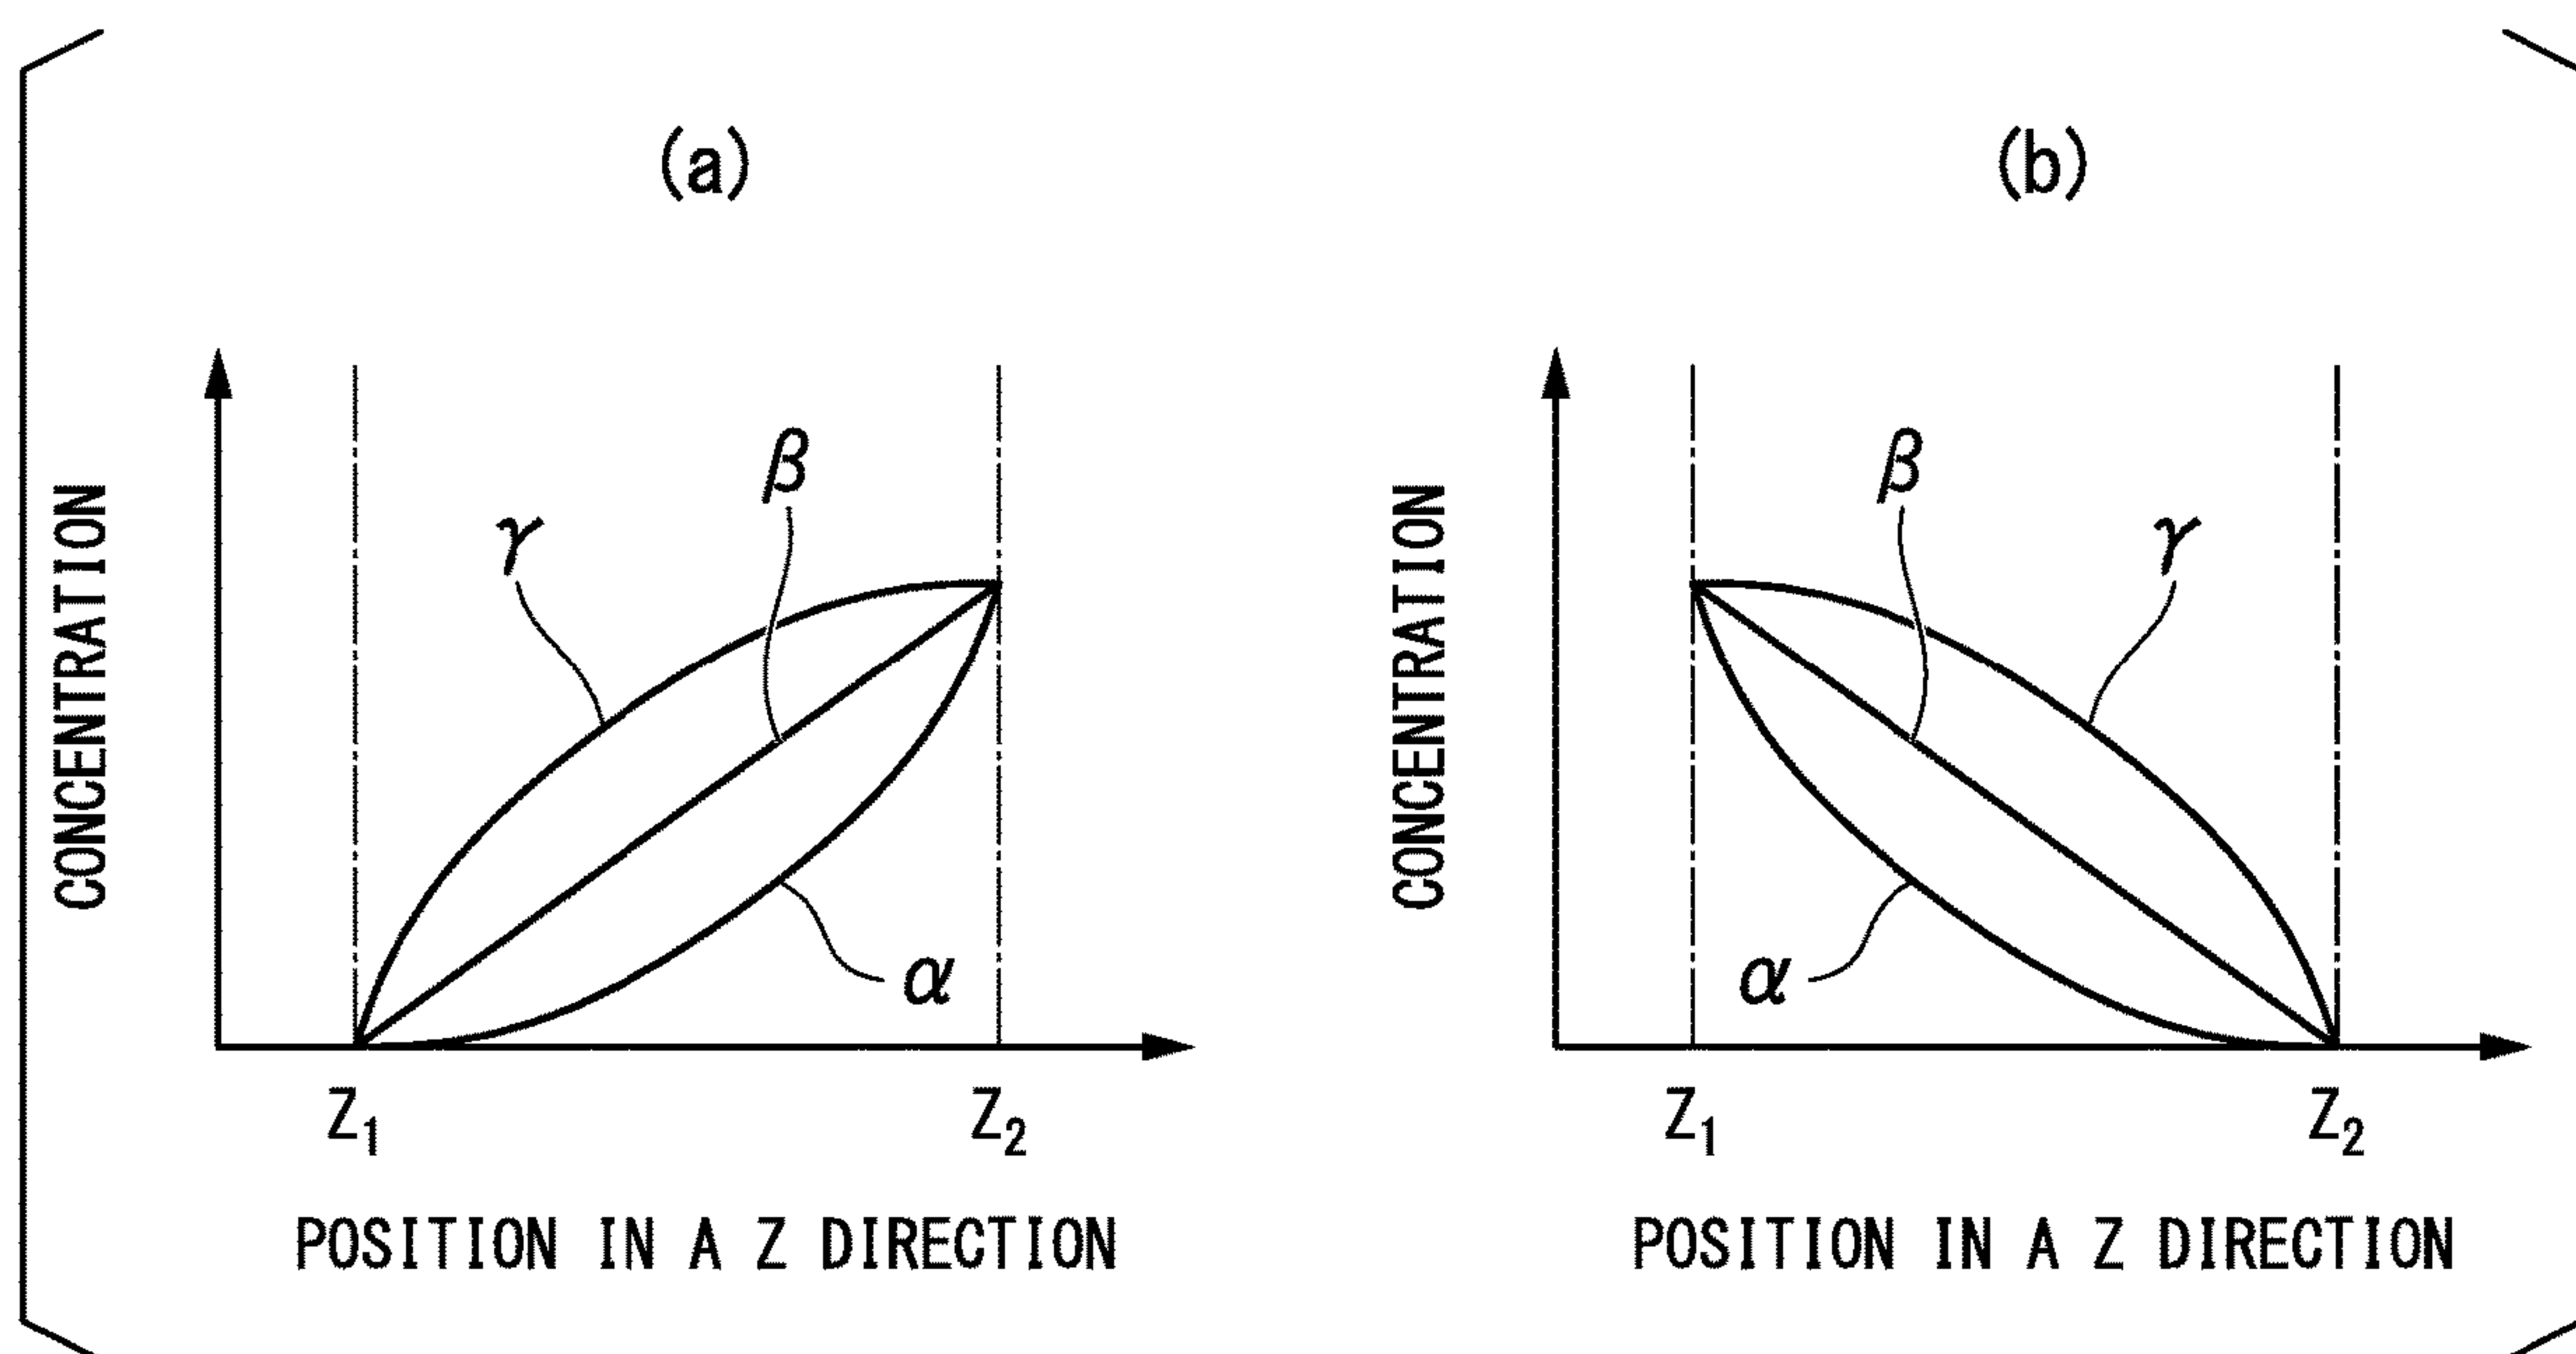 (a)
CONCENTRATION
γ
β
α
Z₁
Z₂
POSITION IN A Z DIRECTION
(b)
CONCENTRATION
β
γ
α
Z₁
Z₂
POSITION IN A Z DIRECTION